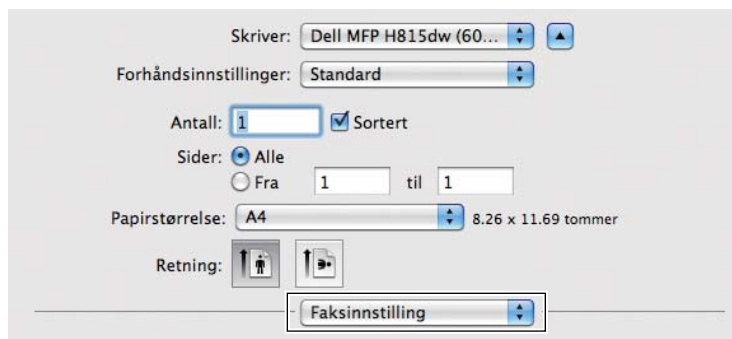 Skriver: Dell MFP H815dw (60...
Forhåndsinnstillinger: Standard
Antall: 1 Sortert
Sider: Alle
Fra 1 til 1
Papirstørrelse: A4 8.26 x 11.69 tommer
Retning:
Faksinnstilling